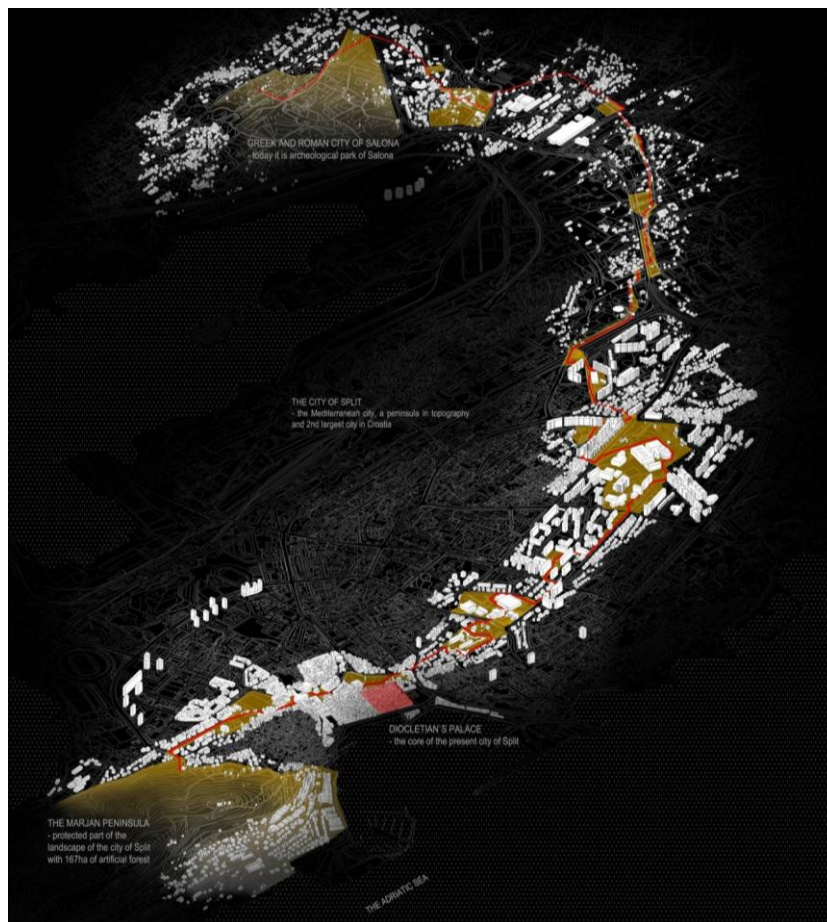 GREEK AND ROMAN CITY OF SALONA
- today it is archeological park of Salona
THE CITY OF SPLIT
- the Mediterranean city, a peninsula in topography
and 2nd largest city in Croatia
DIOCLETIAN`S PALACE
- the core of the present city of Split
THE MARJAN PENINSULA
- protected part of the
landscape of the city of Split
with 167ha of artificial forest
THE ADRIATIC SEA